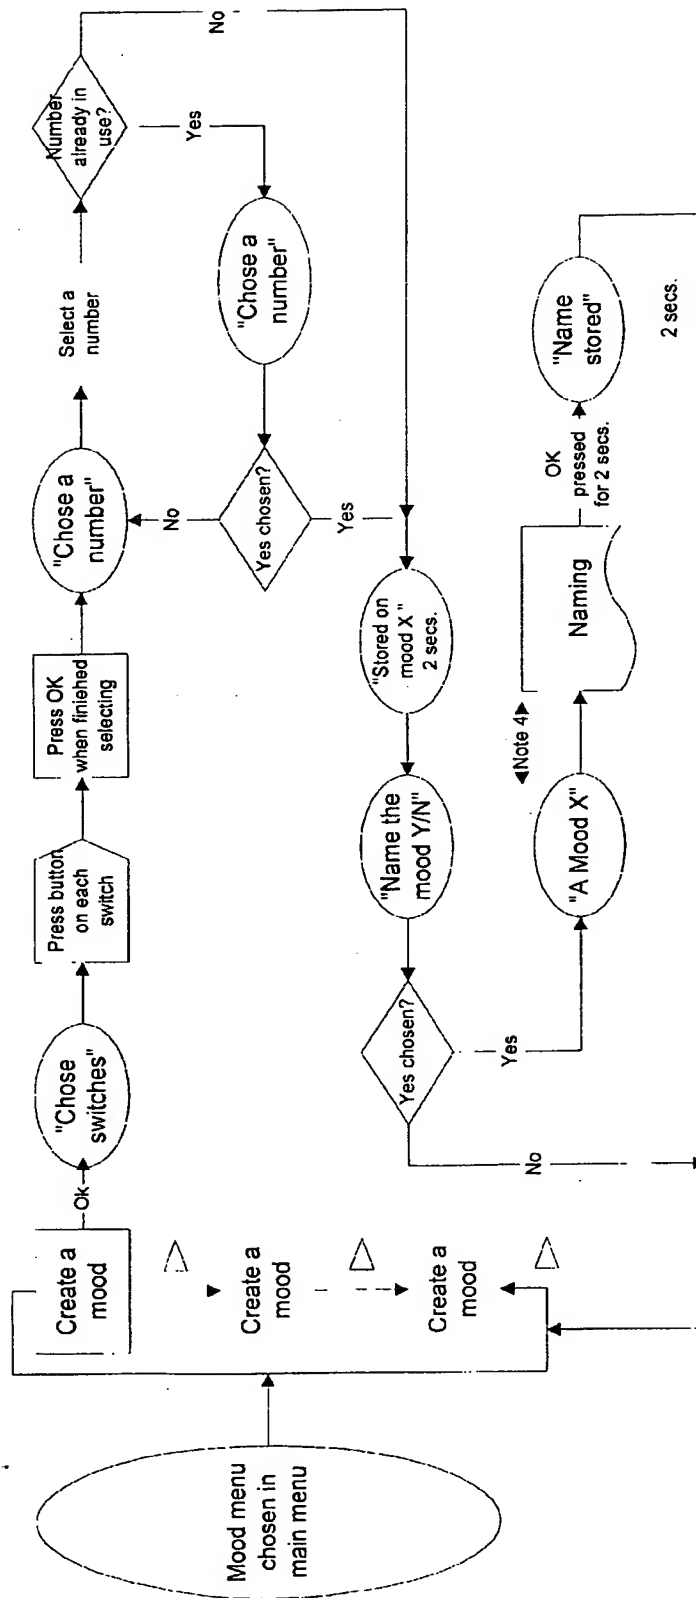 Mood menu
chosen in
main menu
Create a
mood
Ok
"Chose
switches"
Press button
on each
switch
Press OK
when finiehed
selecting
"Chose a
number"
Select a
number
Number
already in
use?
No
Yes
"Chose a
number"
Yes chosen?
No
Yes
"Stored on
mood X"
2 secs.
"Name the
mood Y/N"
Yes chosen?
No
Yes
"A Mood X"
Note 4
Naming
OK
pressed
for 2 secs.
"Name
stored"
2 secs.
Create a
mood
Create a
mood